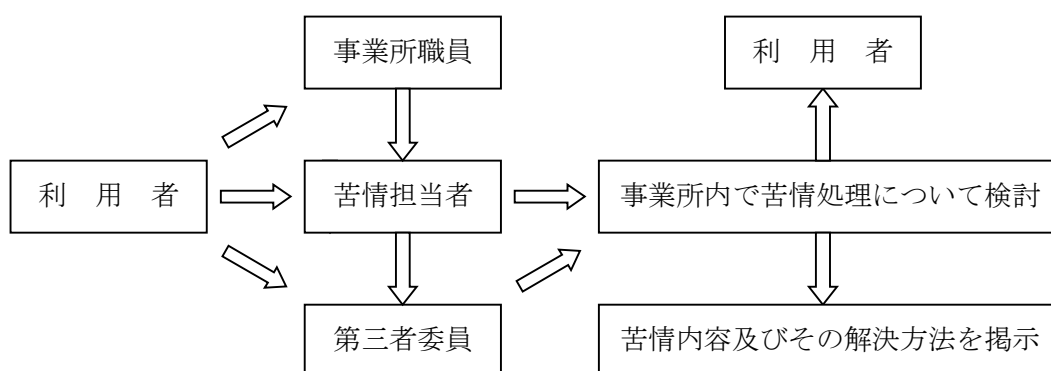 事業所職員
利　用　者
利　用　者
苦情担当者
事業所内で苦情処理について検討
第三者委員
苦情内容及びその解決方法を掲示